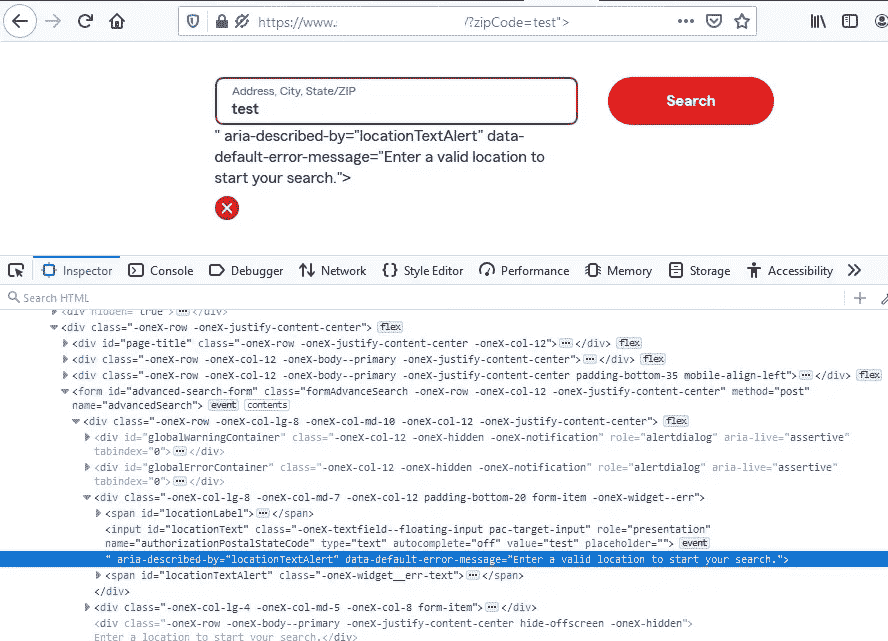 https://www. /?zipCode=test">
Address, City, State/ZIP
test
Search
" aria-described-by="locationTextAlert" data-
default-error-message="Enter a valid location to
start your search.">
Inspector Console Debugger Network Style Editor Performance Memory Storage Accessibility
Search HTML
<div hidden="true"></div>
<div class="-oneX-row -oneX-justify-content-center"> flex
<div id="page-title" class="-oneX-row -oneX-justify-content-center -oneX-col-12"></div> flex
<div class="-oneX-row -oneX-col-12 -oneX-body--primary -oneX-justify-content-center"></div> flex
<div class="-oneX-row -oneX-col-12 -oneX-body--primary -oneX-justify-content-center padding-bottom-35 mobile-align-left"></div> flex
<form id="advanced-search-form" class="formAdvanceSearch -oneX-row -oneX-col-12 -oneX-justify-content-center" method="post"
name="advancedSearch"> event contents
<div class="-oneX-row -oneX-col-lg-8 -oneX-col-md-10 -oneX-col-12 -oneX-justify-content-center"> flex
<div id="globalWarningContainer" class="-oneX-col-12 -oneX-hidden -oneX-notification" role="alertdialog" aria-live="assertive"
tabindex="0"></div>
<div id="globalErrorContainer" class="-oneX-col-12 -oneX-hidden -oneX-notification" role="alertdialog" aria-live="assertive"
tabindex="0"></div>
<div class="-oneX-col-lg-8 -oneX-col-md-7 -oneX-col-12 padding-bottom-20 form-item -oneX-widget--err">
<span id="locationLabel"></span>
<input id="locationText" class="-oneX-textfield--floating-input pac-target-input" role="presentation"
name="authorizationPostalStateCode" type="text" autocomplete="off" value="test" placeholder=""> event
" aria-described-by="locationTextAlert" data-default-error-message="Enter a valid location to start your search.">
<span id="locationTextAlert" class="-oneX-widget__err-text"></span>
</div>
<div class="-oneX-col-lg-4 -oneX-col-md-5 -oneX-col-8 form-item"></div>
<div class="-oneX-row -oneX-body--primary -oneX-justify-content-center hide-offscreen -oneX-hidden">
Enter a location to start your search.</div>